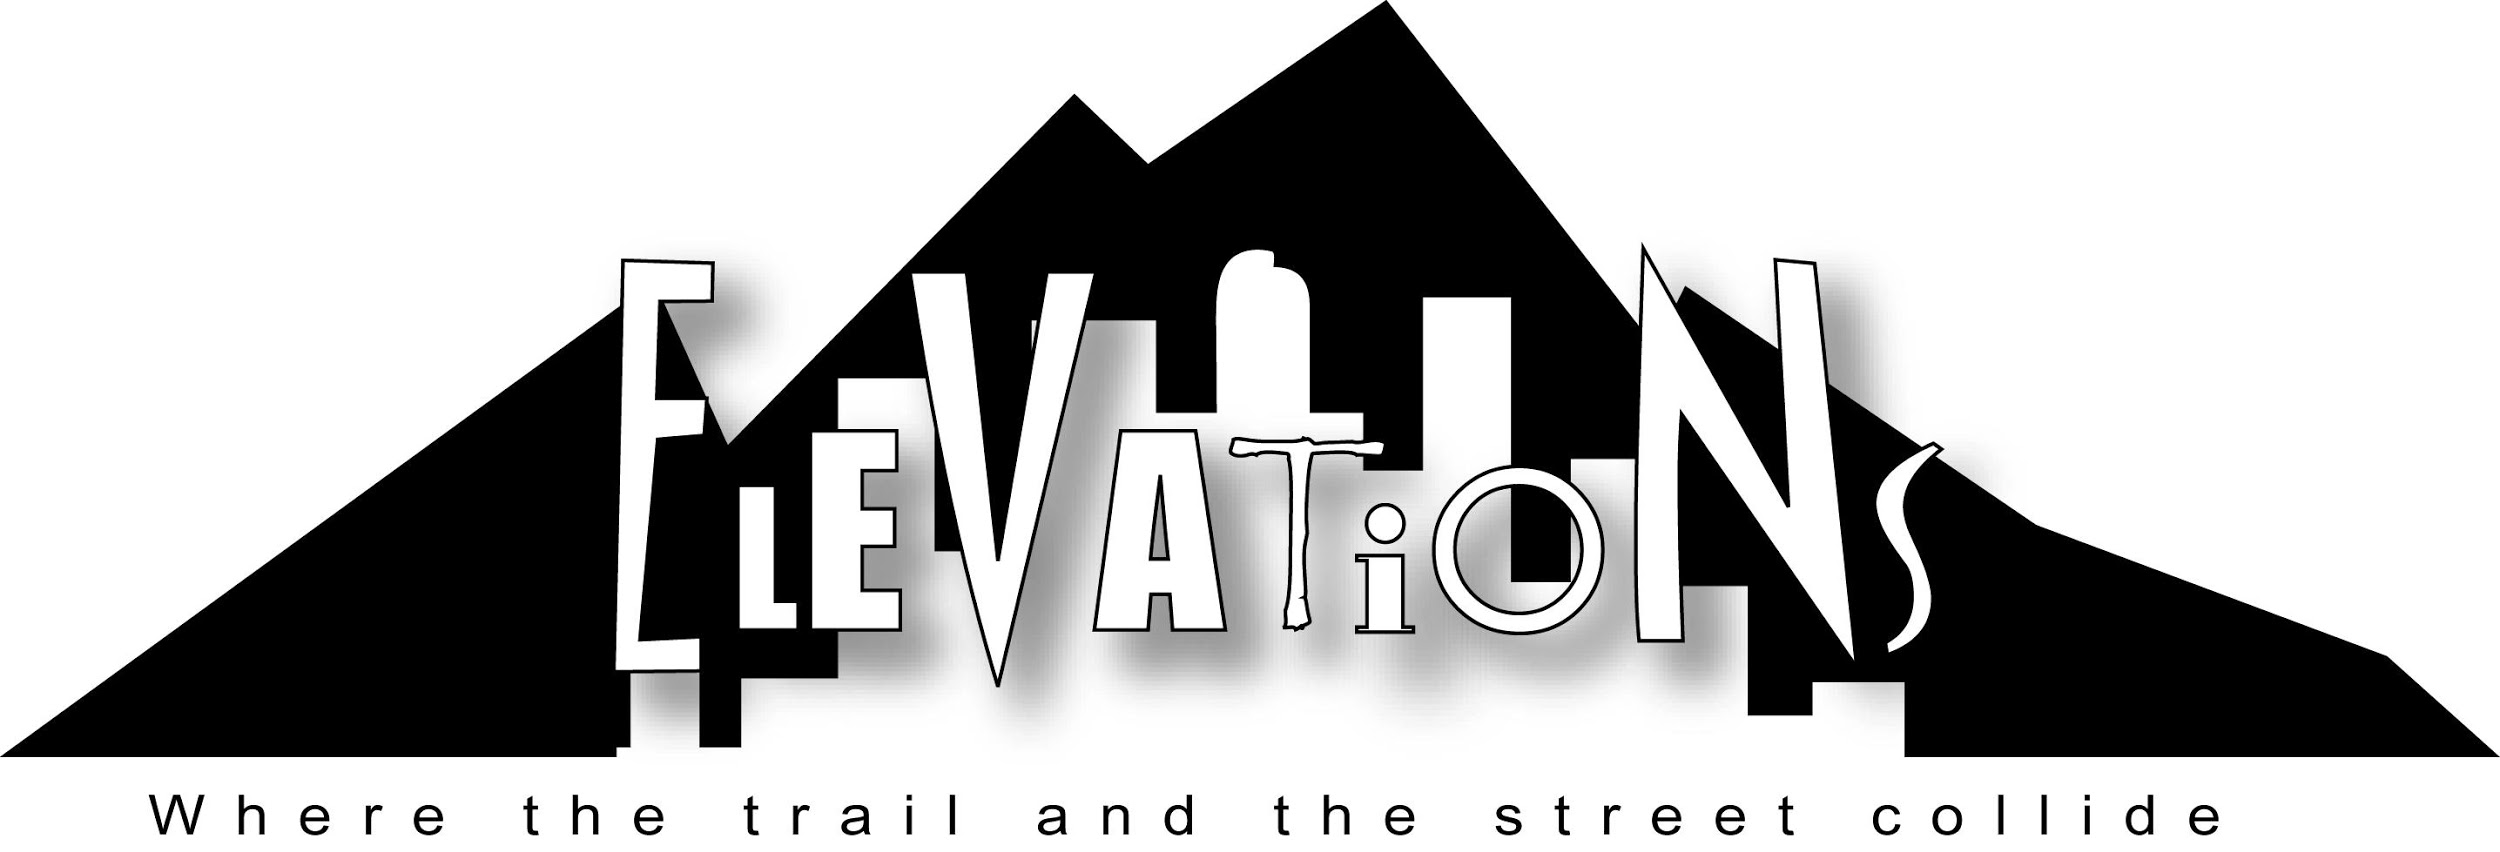 ELEVATiONS
Where the trail and the street collide